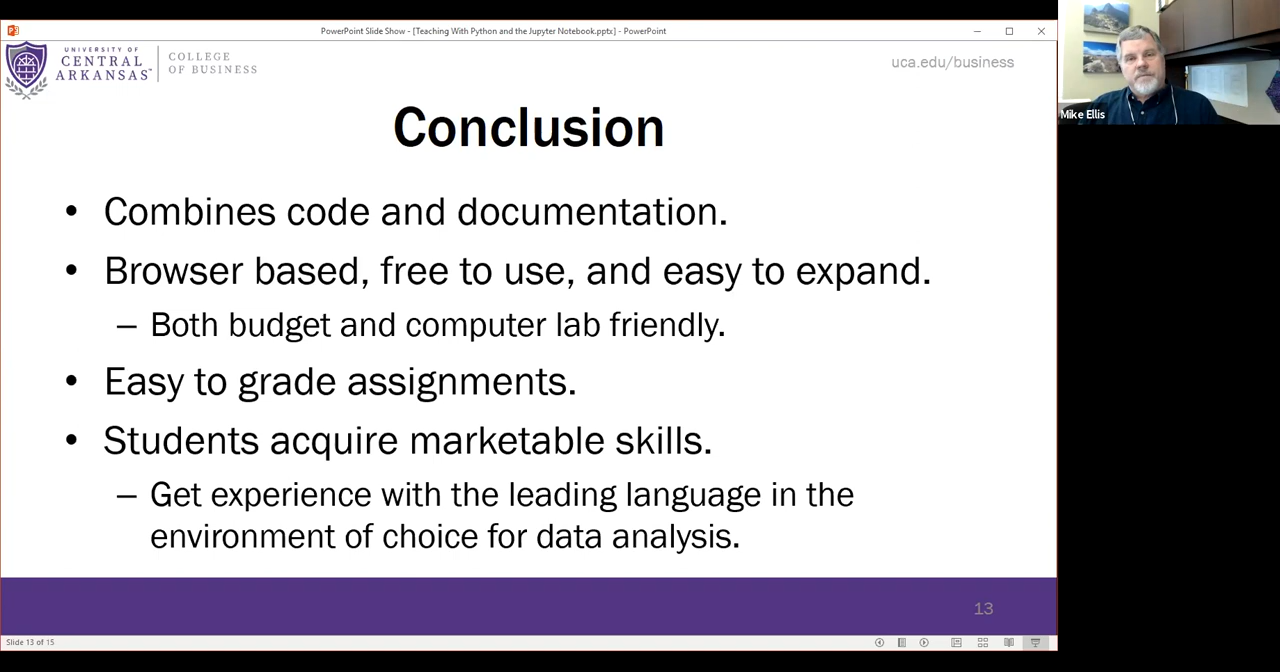 PowerPoint Slide Show - [Teaching With Python and the Jupyter Notebook.pptx] - PowerPoint
UNIVERSITY OF
CENTRAL
ARKANSAS™
COLLEGE
OF BUSINESS
uca.edu/business
Mike Ellis
Conclusion
• Combines code and documentation.
• Browser based, free to use, and easy to expand.
– Both budget and computer lab friendly.
• Easy to grade assignments.
• Students acquire marketable skills.
– Get experience with the leading language in the
environment of choice for data analysis.
13
Slide 13 of 15